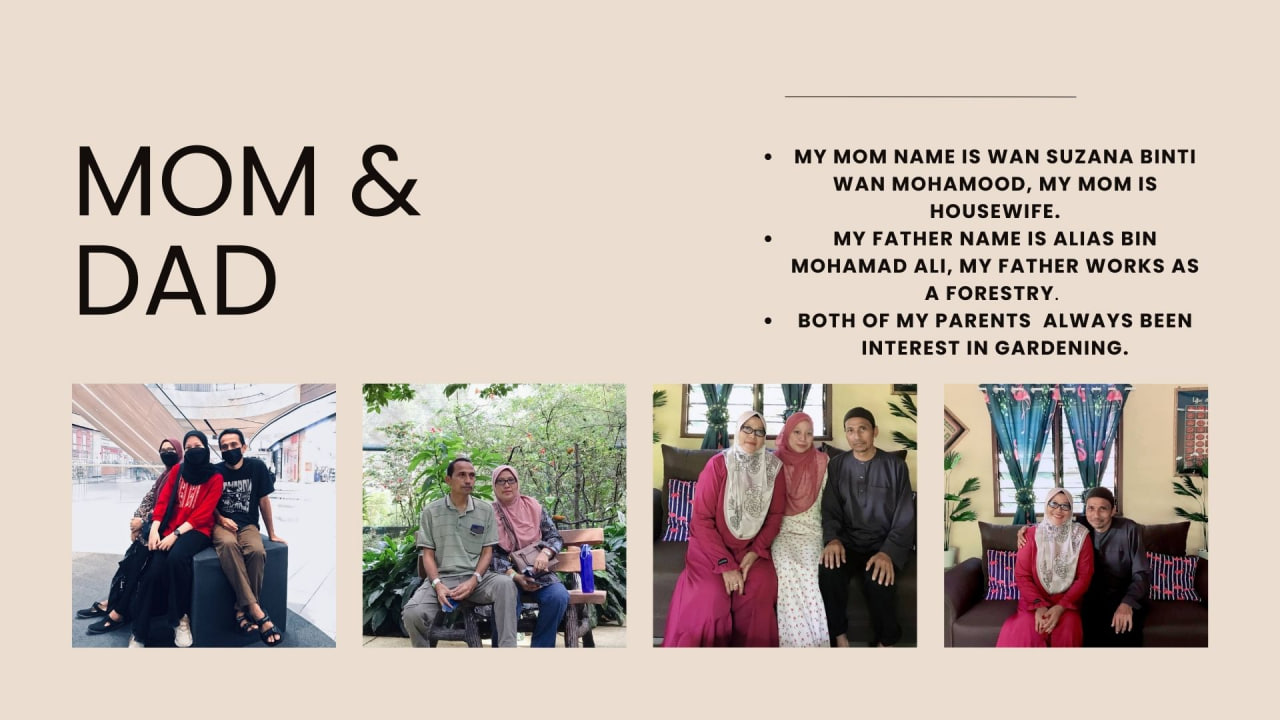 MOM &
DAD
• MY MOM NAME IS WAN SUZANA BINTI
WAN MOHAMOOD, MY MOM IS
HOUSEWIFE.
• MY FATHER NAME IS ALIAS BIN
MOHAMAD ALI, MY FATHER WORKS AS
A FORESTRY.
• BOTH OF MY PARENTS  ALWAYS BEEN
INTEREST IN GARDENING.